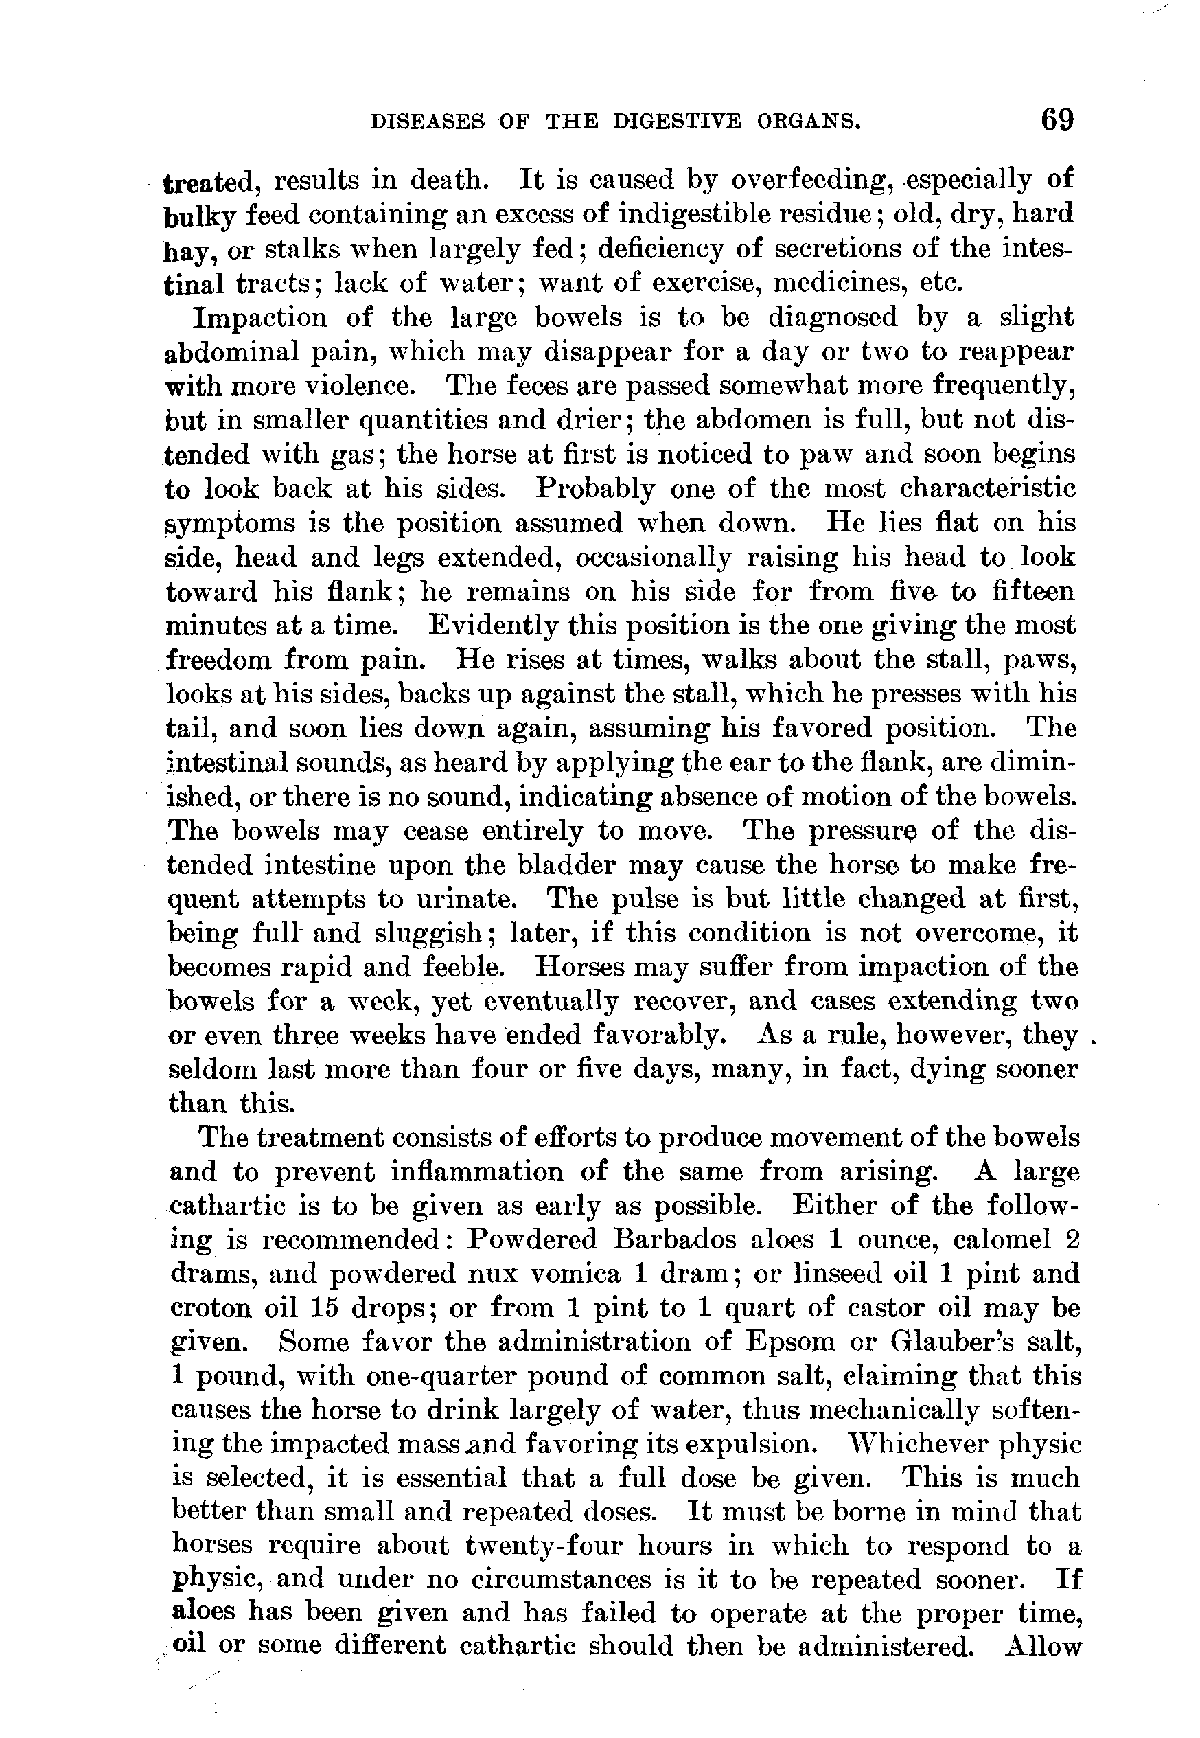 DISEASES OF THE DIGESTIVE ORGANS. 69
treated, results in death. It is caused by overfeeding, especially of
bulky feed containing an excess of indigestible residue; old, dry, hard
hay, or stalks when largely fed; deficiency of secretions of the intes-
tinal tracts; lack of water; want of exercise, medicines, etc.
Impaction of the large bowels is to be diagnosed by a slight
abdominal pain, which may disappear for a day or two to reappear
with more violence. The feces are passed somewhat more frequently,
but in smaller quantities and drier; the abdomen is full, but not dis-
tended with gas; the horse at first is noticed to paw and soon begins
to look back at his sides. Probably one of the most characteristic
symptoms is the position assumed when down. He lies flat on his
side, head and legs extended, occasionally raising his head to look
toward his flank; he remains on his side for from five to fifteen
minutes at a time. Evidently this position is the one giving the most
freedom from pain. He rises at times, walks about the stall, paws,
looks at his sides, backs up against the stall, which he presses with his
tail, and soon lies down again, assuming his favored position. The
intestinal sounds, as heard by applying the ear to the flank, are dimin-
ished, or there is no sound, indicating absence of motion of the bowels.
The bowels may cease entirely to move. The pressure of the dis-
tended intestine upon the bladder may cause the horse to make fre-
quent attempts to urinate. The pulse is but little changed at first,
being full and sluggish; later, if this condition is not overcome, it
becomes rapid and feeble. Horses may suffer from impaction of the
bowels for a week, yet eventually recover, and cases extending two
or even three weeks have ended favorably. As a rule, however, they
seldom last more than four or five days, many, in fact, dying sooner
than this.
The treatment consists of efforts to produce movement of the bowels
and to prevent inflammation of the same from arising. A large
cathartic is to be given as early as possible. Either of the follow-
ing is recommended: Powdered Barbados aloes 1 ounce, calomel 2
drams, and powdered nux vomica 1 dram; or linseed oil 1 pint and
croton oil 15 drops; or from 1 pint to 1 quart of castor oil may be
given. Some favor the administration of Epsom or Glauber's salt,
1 pound, with one-quarter pound of common salt, claiming that this
causes the horse to drink largely of water, thus mechanically soften-
ing the impacted mass and favoring its expulsion. Whichever physic
is selected, it is essential that a full dose be given. This is much
better than small and repeated doses. It must be borne in mind that
horses require about twenty-four hours in which to respond to a
physic, and under no circumstances is it to be repeated sooner. If
aloes has been given and has failed to operate at the proper time,
oil or some different cathartic should then be administered. Allow